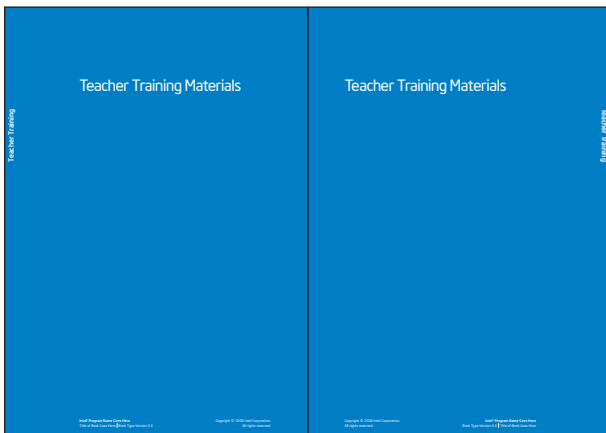 Teacher Training Materials
Teacher Training
Intel® Program Name Goes Here
Title of Book Goes Here | Book Type Version 0.0
Copyright © 2008 Intel Corporation.
All rights reserved.
Teacher Training Materials
Teacher Training
Copyright © 2008 Intel Corporation.
All rights reserved.
Intel® Program Name Goes Here
Book Type Version 0.0 | Title of Book Goes Here